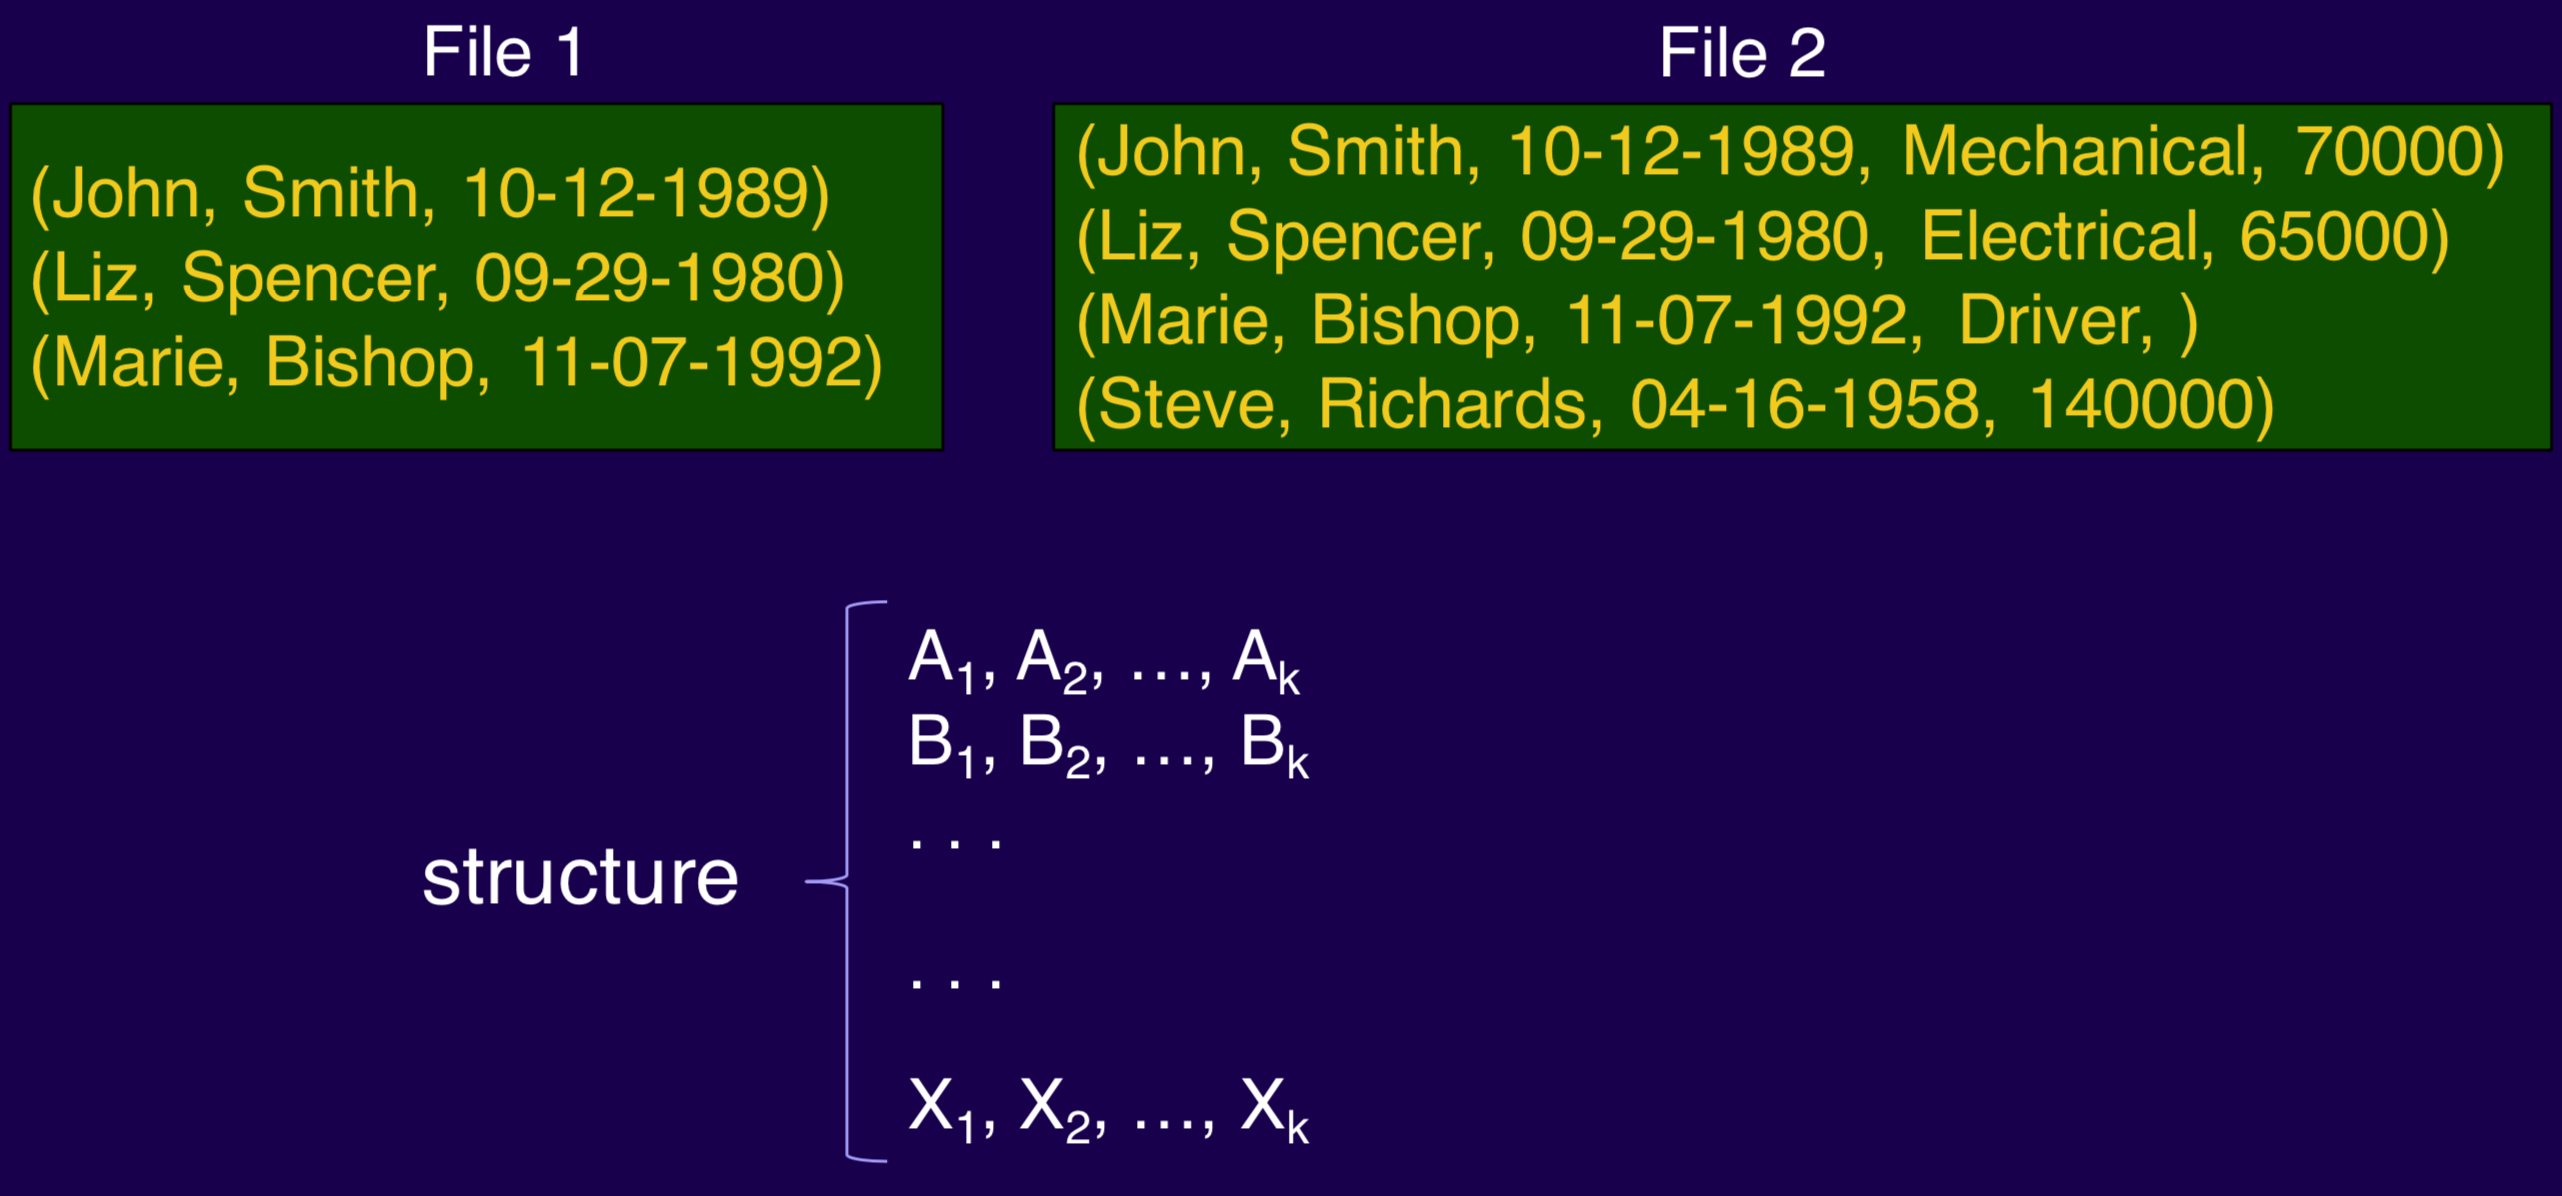 File 1
(John, Smith, 10-12-1989)
(Liz, Spencer, 09-29-1980)
(Marie, Bishop, 11-07-1992)
File 2
(John, Smith, 10-12-1989, Mechanical, 70000)
(Liz, Spencer, 09-29-1980, Electrical, 65000)
(Marie, Bishop, 11-07-1992, Driver, )
(Steve, Richards, 04-16-1958, 140000)
structure
A₁, A₂, …, Aₖ
B₁, B₂, …, Bₖ
. . .
. . .
X₁, X₂, …, Xₖ